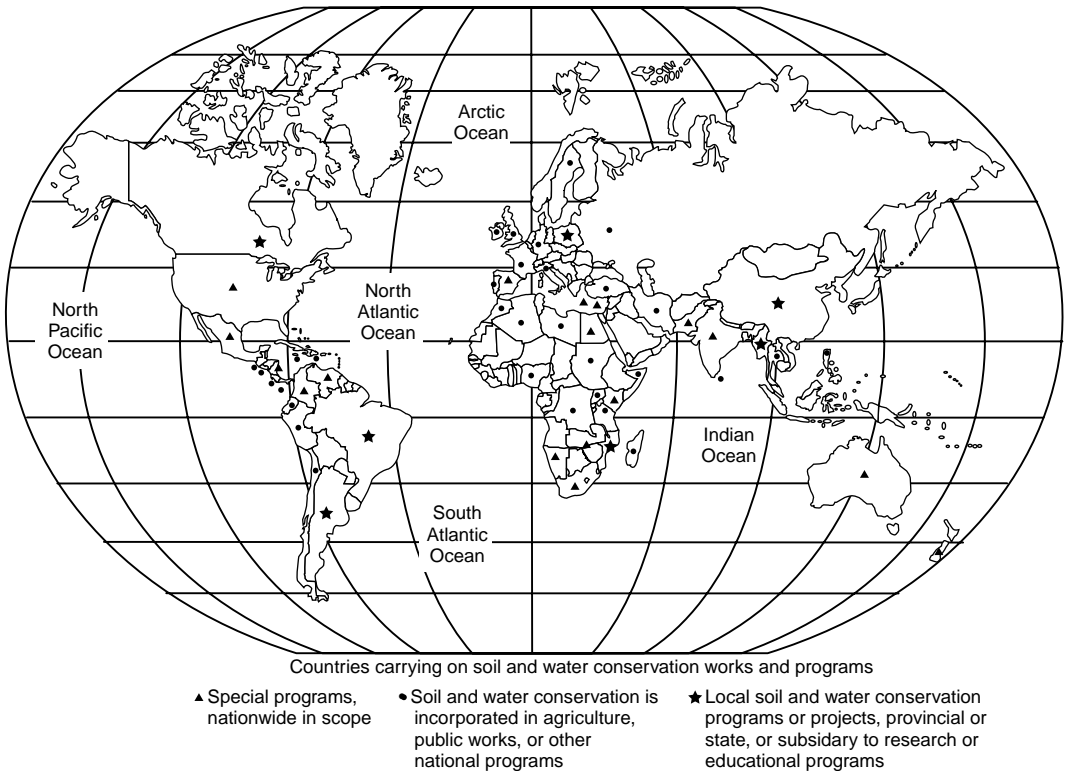 Arctic
Ocean
North
Pacific
Ocean
North
Atlantic
Ocean
Indian
Ocean
South
Atlantic
Ocean
Countries carrying on soil and water conservation works and programs
Special programs,
nationwide in scope
Soil and water conservation is
incorporated in agriculture,
public works, or other
national programs
Local soil and water conservation
programs or projects, provincial or
state, or subsidary to research or
educational programs